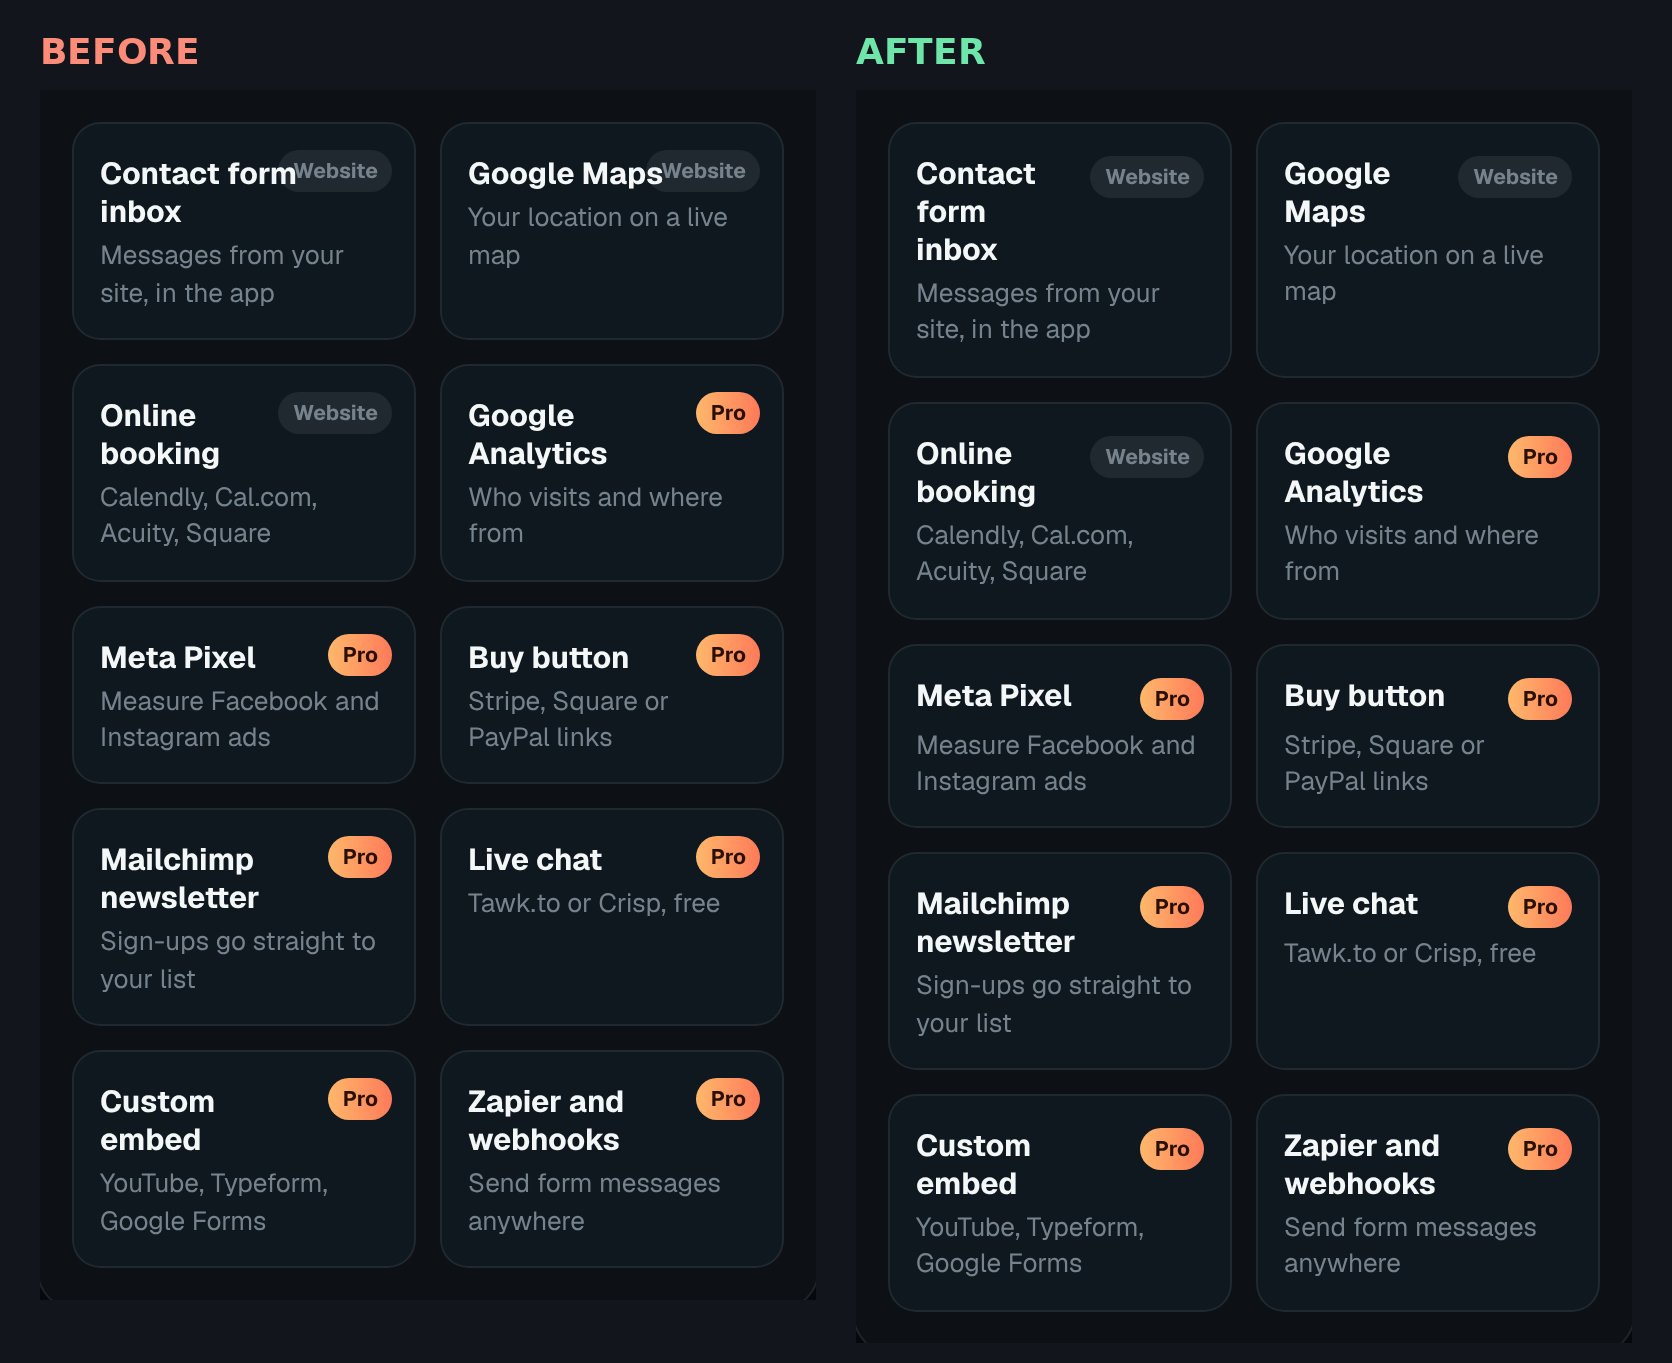 BEFORE
Contact form
inbox
Website
Messages from your
site, in the app
Google Maps
Website
Your location on a live
map
Online
booking
Website
Calendly, Cal.com,
Acuity, Square
Google
Analytics
Pro
Who visits and where
from
Meta Pixel
Pro
Measure Facebook and
Instagram ads
Buy button
Pro
Stripe, Square or
PayPal links
Mailchimp
newsletter
Pro
Sign-ups go straight to
your list
Live chat
Pro
Tawk.to or Crisp, free
Custom
embed
Pro
YouTube, Typeform,
Google Forms
Zapier and
webhooks
Pro
Send form messages
anywhere
AFTER
Contact
form
inbox
Website
Messages from your
site, in the app
Google
Maps
Website
Your location on a live
map
Online
booking
Website
Calendly, Cal.com,
Acuity, Square
Google
Analytics
Pro
Who visits and where
from
Meta Pixel
Pro
Measure Facebook and
Instagram ads
Buy button
Pro
Stripe, Square or
PayPal links
Mailchimp
newsletter
Pro
Sign-ups go straight to
your list
Live chat
Pro
Tawk.to or Crisp, free
Custom
embed
Pro
YouTube, Typeform,
Google Forms
Zapier and
webhooks
Pro
Send form messages
anywhere